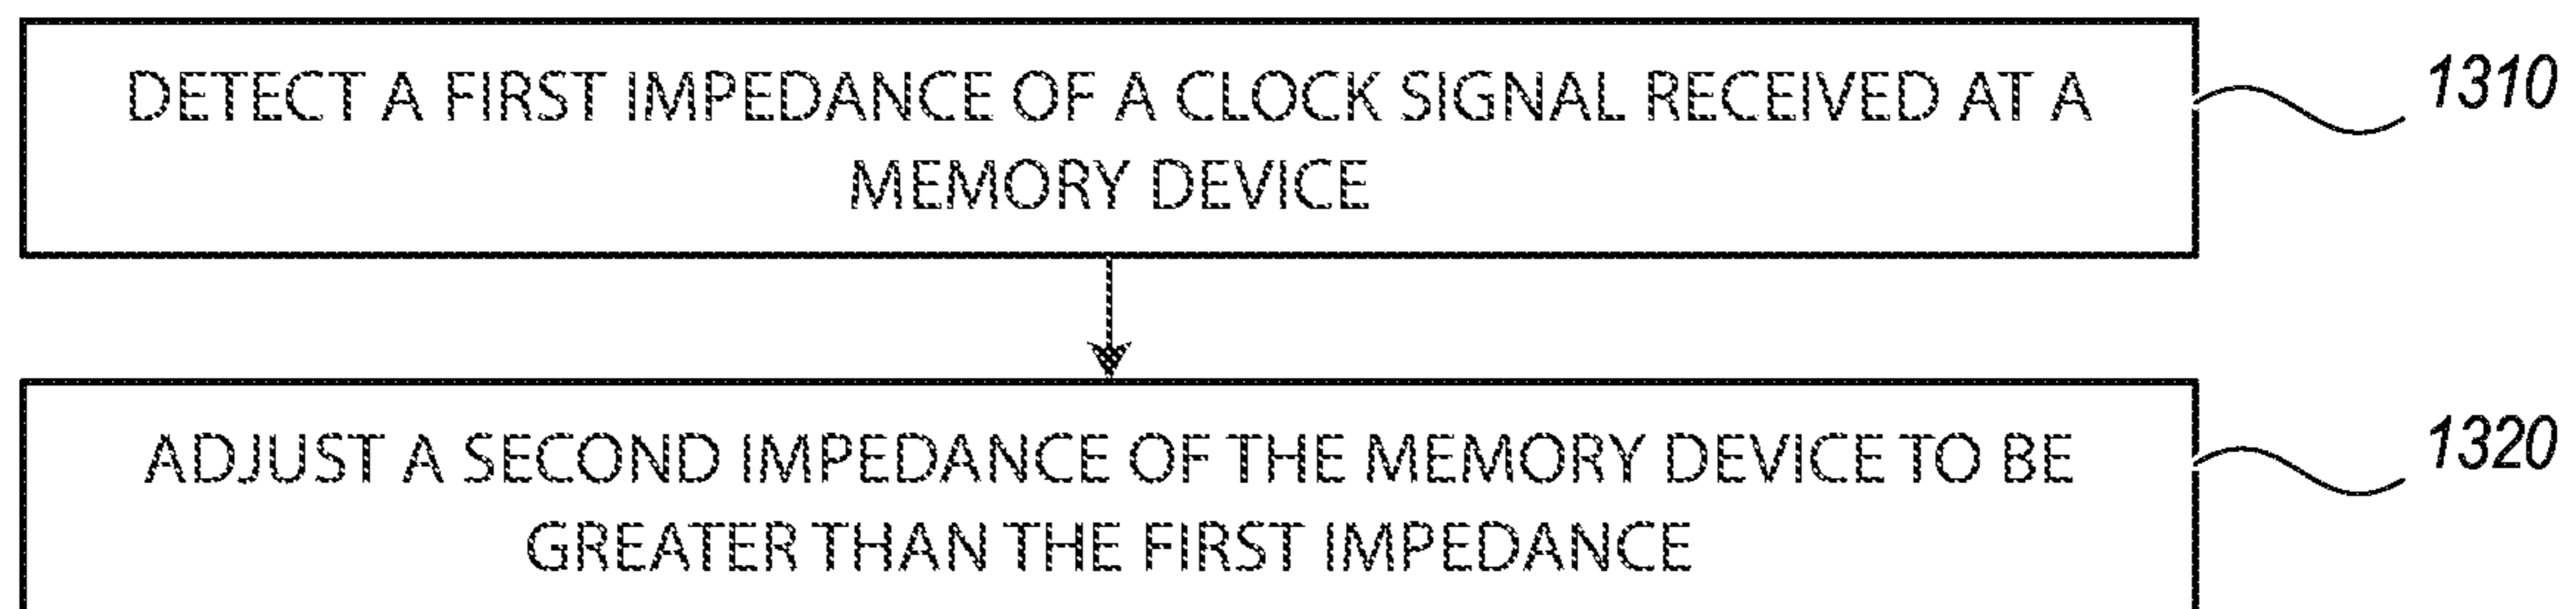 DETECT A FIRST IMPEDANCE OF A CLOCK SIGNAL RECEIVED AT A
MEMORY DEVICE
1310
ADJUST A SECOND IMPEDANCE OF THE MEMORY DEVICE TO BE
GREATER THAN THE FIRST IMPEDANCE
1320